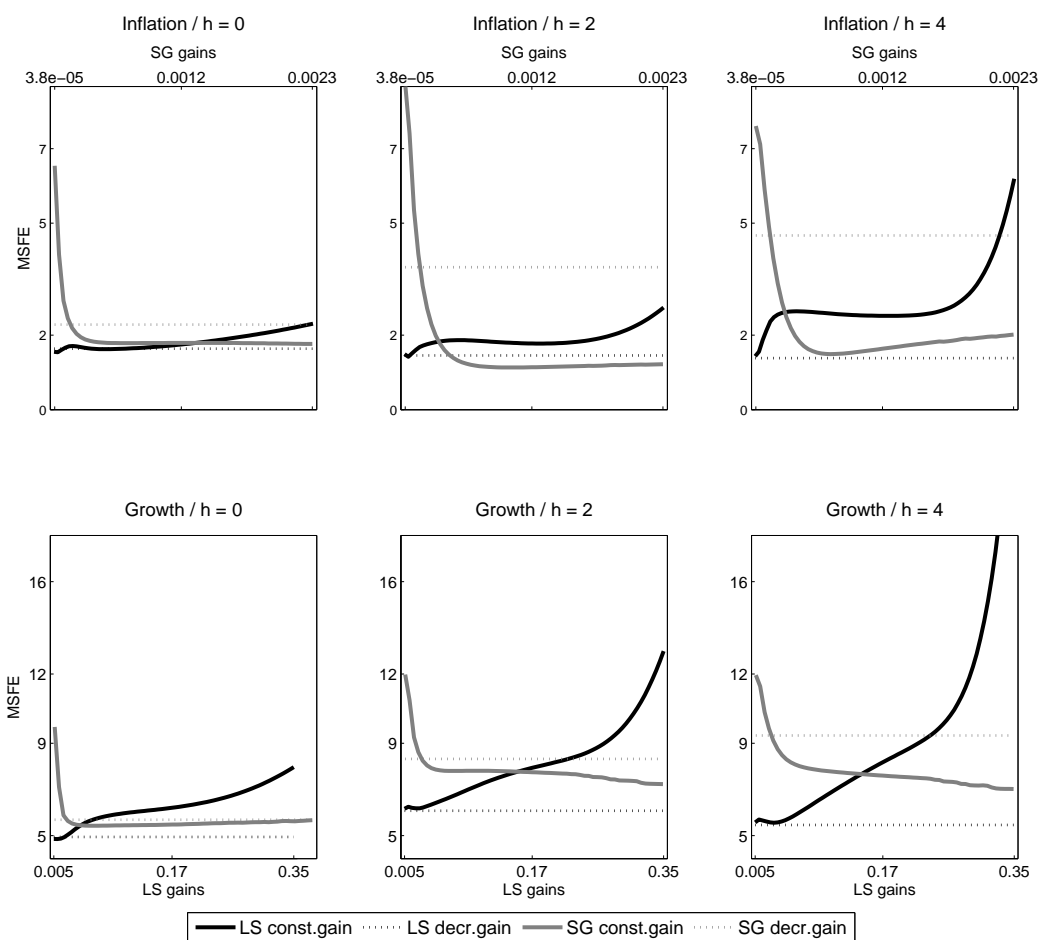 Inflation / h = 0
Inflation / h = 2
Inflation / h = 4
SG gains
SG gains
SG gains
3.8e−05 0.0012 0.0023
3.8e−05 0.0012 0.0023
3.8e−05 0.0012 0.0023
MSFE
7
5
2
0
7
5
2
0
7
5
2
0
Growth / h = 0
Growth / h = 2
Growth / h = 4
MSFE
16
12
9
5
16
12
9
5
16
12
9
5
0.005 0.17 0.35
0.005 0.17 0.35
0.005 0.17 0.35
LS gains
LS gains
LS gains
LS const.gain LS decr.gain SG const.gain SG decr.gain